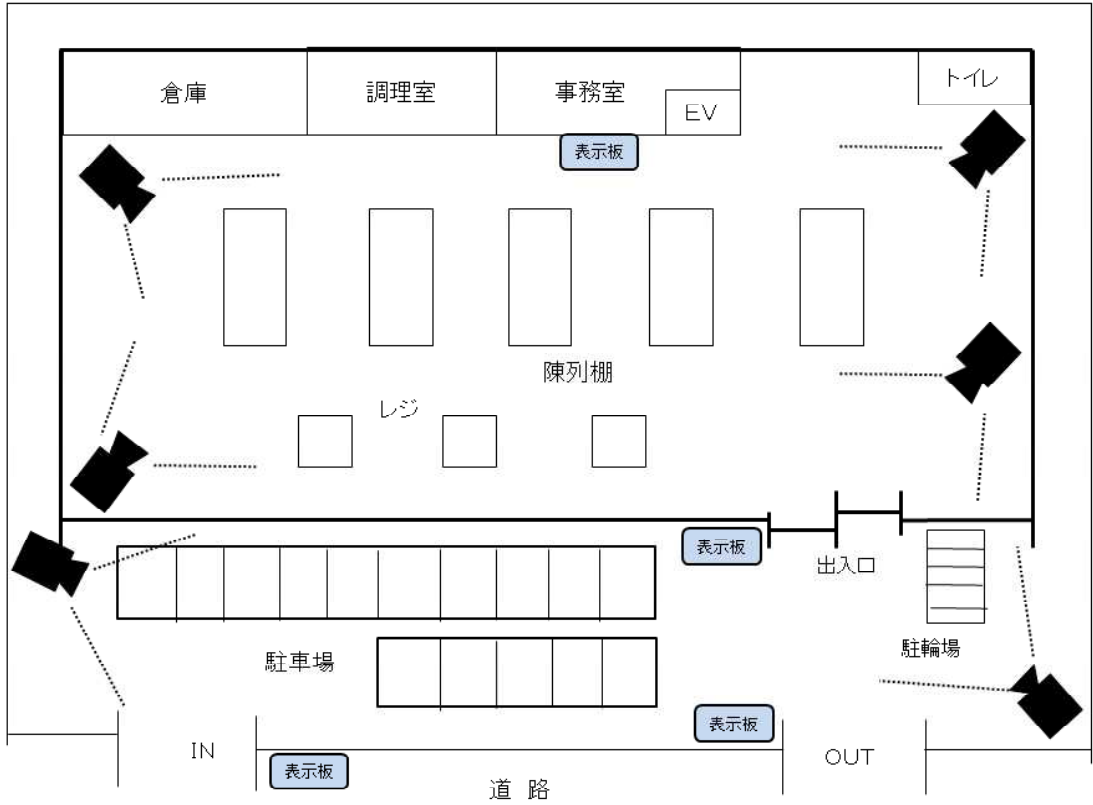 倉庫
調理室
事務室
EV
トイレ
表示板
陳列棚
レジ
表示板
出入口
駐車場
駐輪場
表示板
IN
OUT
表示板
道 路